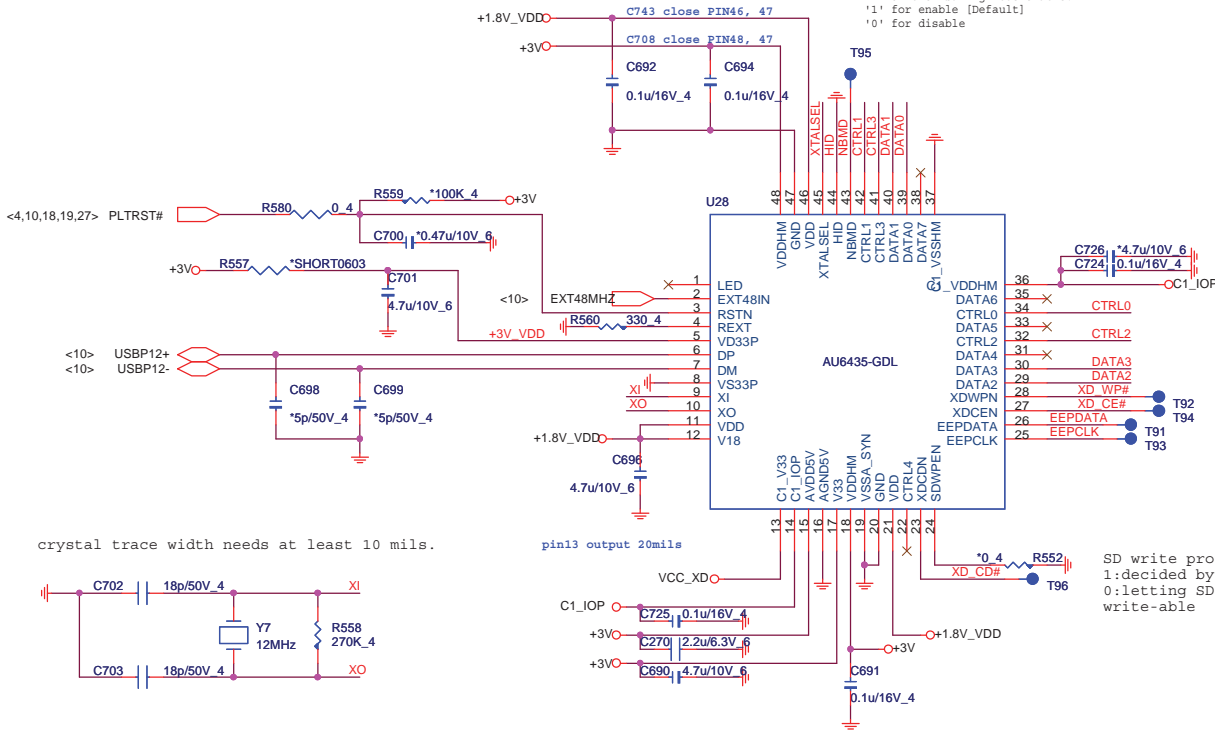 '1' for enable [Default]
'0' for disable
+1.8V_VDD
C743 close PIN46, 47
+3V
C708 close PIN48, 47
C692
0.1u/16V_4
C694
0.1u/16V_4
T95
XTALSEL
HID
NBMD
CTRL1
CTRL3
DATA1
DATA0
48 47 46 45 44 43 42 41 40 39 38 37
VDDHM
GND
VDD
XTALSEL
HID
NBMD
CTRL1
CTRL3
DATA1
DATA0
DATA7
C1_VSSHM
U28
AU6435-GDL
<4,10,18,19,27> PLTRST#
R580
0_4
R559
*100K_4
+3V
C700
*0.47u/10V_6
+3V
R557
*SHORT0603
C701
4.7u/10V_6
<10> EXT48MHZ
R560
330_4
+3V_VDD
<10> USBP12+
<10> USBP12-
C698
*5p/50V_4
C699
*5p/50V_4
XI
XO
+1.8V_VDD
C696
4.7u/10V_6
1 LED
2 EXT48IN
3 RSTN
4 REXT
5 VD33P
6 DP
7 DM
8 VS33P
9 XI
10 XO
11 VDD
12 V18
C1_VDDHM 36
DATA6 35
CTRL0 34
DATA5 33
CTRL2 32
DATA4 31
DATA3 30
DATA2 29
XDWPN 28
XDCEN 27
EEPDATA 26
EEPCLK 25
C726
*4.7u/10V_6
C724
0.1u/16V_4
C1_IOP
CTRL0
CTRL2
DATA3
DATA2
XD_WP#
XD_CE#
EEPDATA
EEPCLK
T92
T94
T91
T93
C1_V33
C1_IOP
AVDD5V
AGND5V
V33
VDDHM
VSSA_SYN
GND
VDD
CTRL4
XDCDN
SDWPEN
13 14 15 16 17 18 19 20 21 22 23 24
crystal trace width needs at least 10 mils.
C702
18p/50V_4
XI
Y7
12MHz
R558
270K_4
C703
18p/50V_4
XO
pin13 output 20mils
VCC_XD
C1_IOP
C725
0.1u/16V_4
+3V
C270
2.2u/6.3V_6
+3V
C690
4.7u/10V_6
+1.8V_VDD
+3V
C691
0.1u/16V_4
*0_4
R552
XD_CD#
T96
SD write pro
1:decided by
0:letting SD
write-able